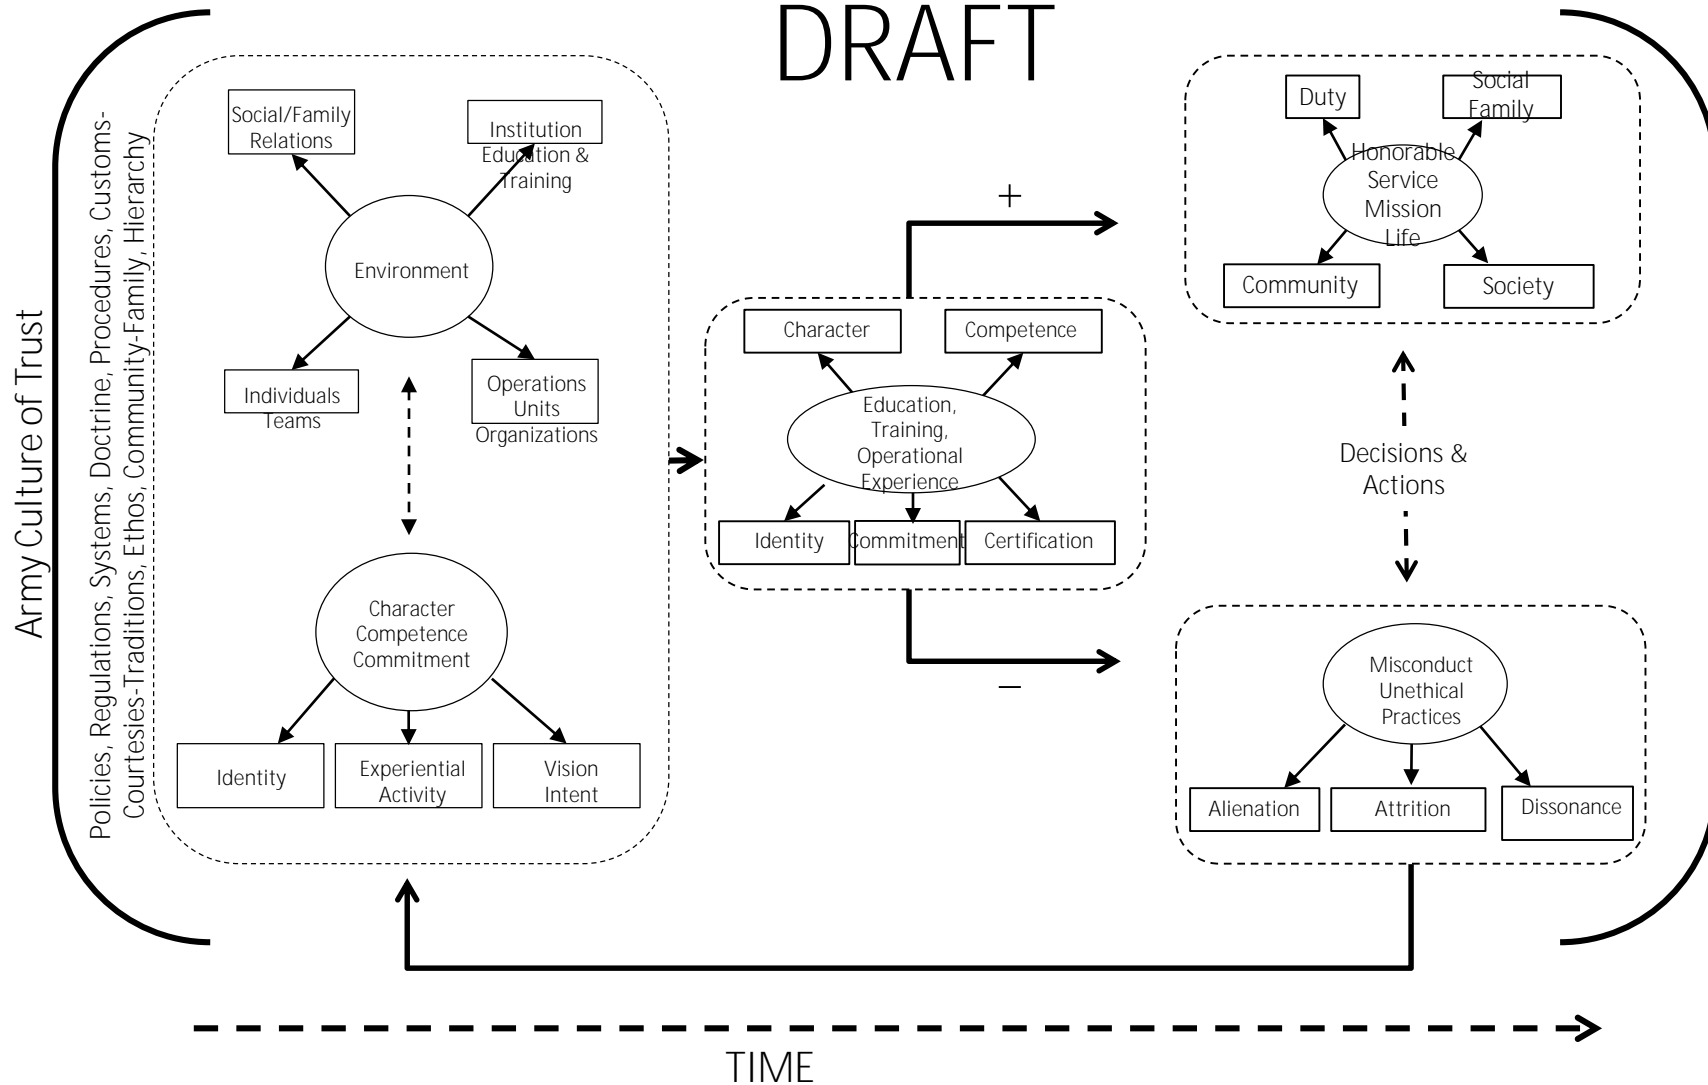 DRAFT
Army Culture of Trust
Policies, Regulations, Systems, Doctrine, Procedures, Customs-
Courtesies-Traditions, Ethos, Community-Family, Hierarchy
Social/Family
Relations
Institution
Education &
Training
Environment
Individuals
Teams
Operations
Units
Organizations
Character
Competence
Commitment
Identity
Experiential
Activity
Vision
Intent
Character
Competence
Education,
Training,
Operational
Experience
Identity
Commitment
Certification
+
–
Duty
Social
Family
Honorable
Service
Mission
Life
Community
Society
Decisions &
Actions
Misconduct
Unethical
Practices
Alienation
Attrition
Dissonance
TIME